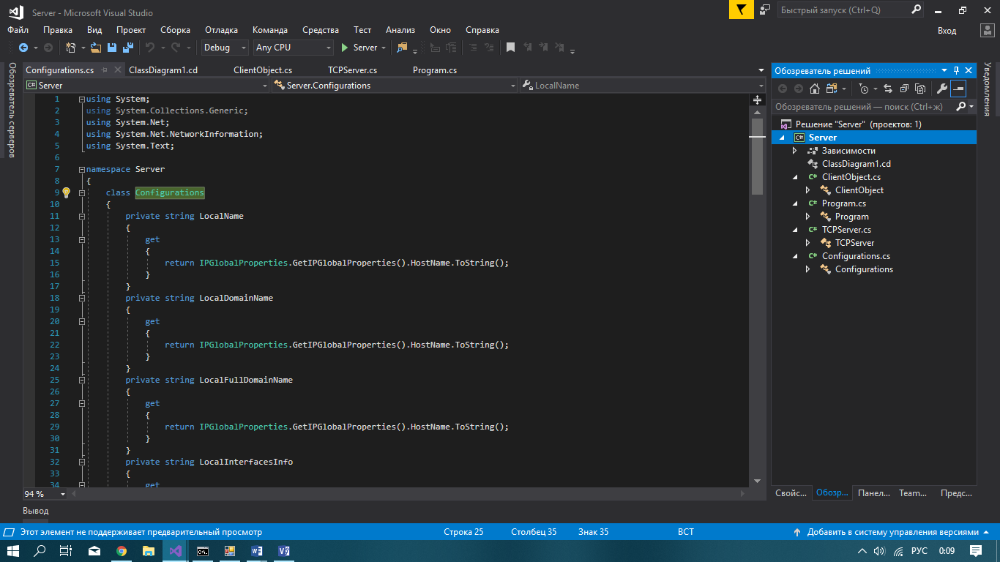 Server - Microsoft Visual Studio
Быстрый запуск (Ctrl+Q)
Файл Правка Вид Проект Сборка Отладка Команда Средства Тест Анализ Окно Справка Вход
Debug Any CPU Server
Обозреватель серверов
Configurations.cs ClassDiagram1.cd ClientObject.cs TCPServer.cs Program.cs
Server Server.Configurations LocalName
1 using System;
2 using System.Collections.Generic;
3 using System.Net;
4 using System.Net.NetworkInformation;
5 using System.Text;
6
7 namespace Server
8 {
9 class Configurations
10 {
11 private string LocalName
12 {
13 get
14 {
15 return IPGlobalProperties.GetIPGlobalProperties().HostName.ToString();
16 }
17 }
18 private string LocalDomainName
19 {
20 get
21 {
22 return IPGlobalProperties.GetIPGlobalProperties().HostName.ToString();
23 }
24 }
25 private string LocalFullDomainName
26 {
27 get
28 {
29 return IPGlobalProperties.GetIPGlobalProperties().HostName.ToString();
30 }
31 }
32 private string LocalInterfacesInfo
33 {
34 get
94 %
Вывод
Обозреватель решений
Обозреватель решений — поиск (Ctrl+ж)
Решение "Server" (проектов: 1)
C# Server
Зависимости
ClassDiagram1.cd
C# ClientObject.cs
ClientObject
C# Program.cs
Program
C# TCPServer.cs
TCPServer
C# Configurations.cs
Configurations
Свойс... Обозр... Панел... Team... Предс...
Уведомления
Этот элемент не поддерживает предварительный просмотр Строка 25 Столбец 35 Знак 35 ВСТ Добавить в систему управления версиями
РУС 0:09